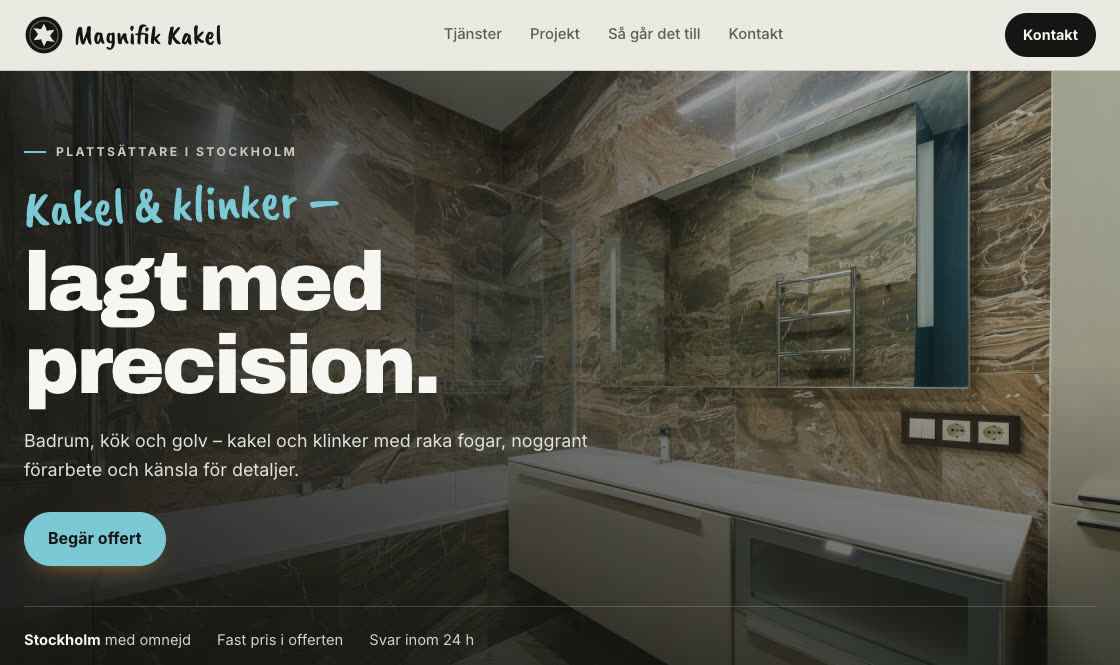 Magnifik Kakel
Tjänster Projekt Så går det till Kontakt
Kontakt
PLATTSÄTTARE I STOCKHOLM
Kakel & klinker –
lagt med
precision.
Badrum, kök och golv – kakel och klinker med raka fogar, noggrant
förarbete och känsla för detaljer.
Begär offert
Stockholm med omnejd Fast pris i offerten Svar inom 24 h